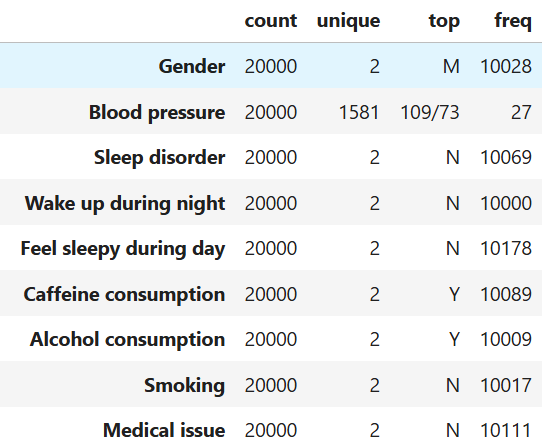 count unique top freq
Gender 20000 2 M 10028
Blood pressure 20000 1581 109/73 27
Sleep disorder 20000 2 N 10069
Wake up during night 20000 2 N 10000
Feel sleepy during day 20000 2 N 10178
Caffeine consumption 20000 2 Y 10089
Alcohol consumption 20000 2 Y 10009
Smoking 20000 2 N 10017
Medical issue 20000 2 N 10111